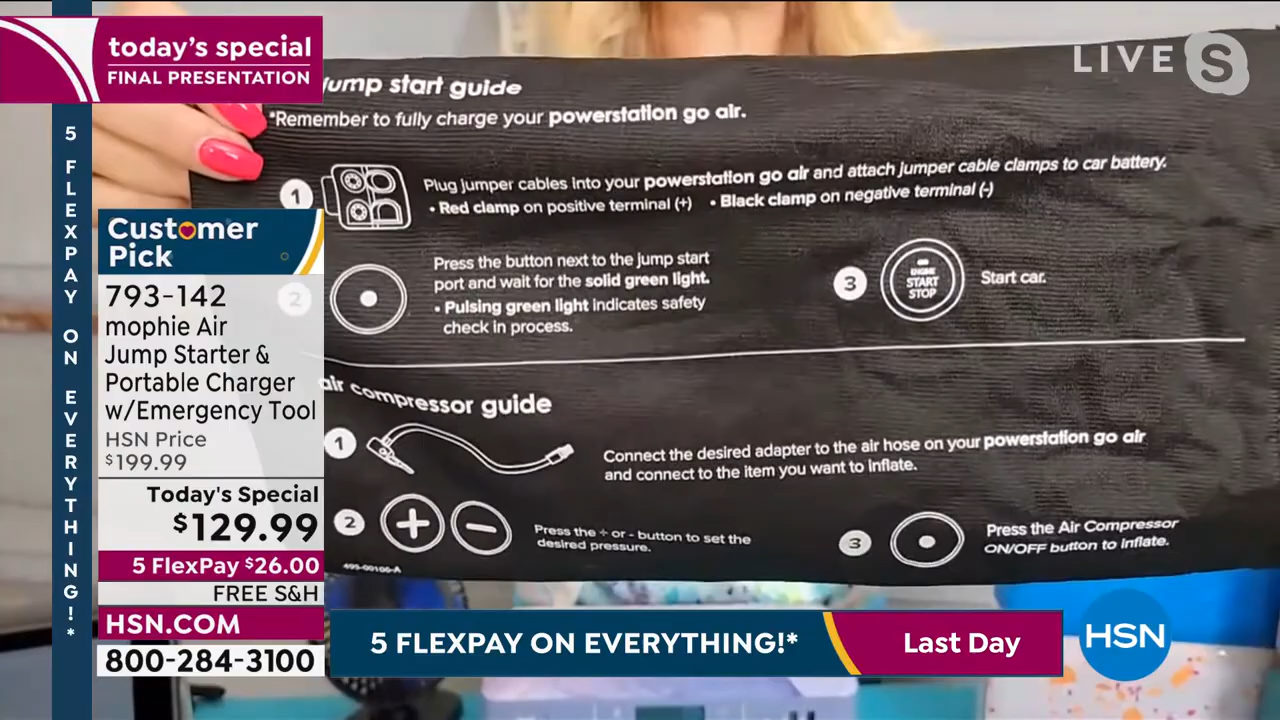 today's special
FINAL PRESENTATION
LIVE S
5 FLEXPAY ON EVERYTHING!*
Customer
Pick
793-142
mophie Air
Jump Starter &
Portable Charger
w/Emergency Tool
HSN Price
$199.99
Today's Special
$129.99
5 FlexPay $26.00
FREE S&H
HSN.COM
800-284-3100
jump start guide
*Remember to fully charge your powerstation go air.
1
Plug jumper cables into your powerstation go air and attach jumper cable clamps to car battery.
• Red clamp on positive terminal (+) • Black clamp on negative terminal (-)
2
Press the button next to the jump start
port and wait for the solid green light.
• Pulsing green light indicates safety
check in process.
3
ENGINE
START
STOP
Start car.
air compressor guide
1
Connect the desired adapter to the air hose on your powerstation go air
and connect to the item you want to inflate.
2
+ -
Press the + or - button to set the
desired pressure.
3
Press the Air Compressor
ON/OFF button to inflate.
495-00100-A
5 FLEXPAY ON EVERYTHING!*
Last Day
HSN